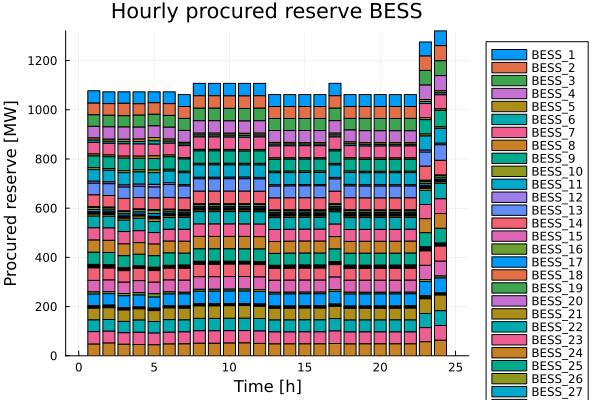 Hourly procured reserve BESS
Procured reserve [MW]
1200
1000
800
600
400
200
0
0 5 10 15 20 25
Time [h]
BESS_1
BESS_2
BESS_3
BESS_4
BESS_5
BESS_6
BESS_7
BESS_8
BESS_9
BESS_10
BESS_11
BESS_12
BESS_13
BESS_14
BESS_15
BESS_16
BESS_17
BESS_18
BESS_19
BESS_20
BESS_21
BESS_22
BESS_23
BESS_24
BESS_25
BESS_26
BESS_27